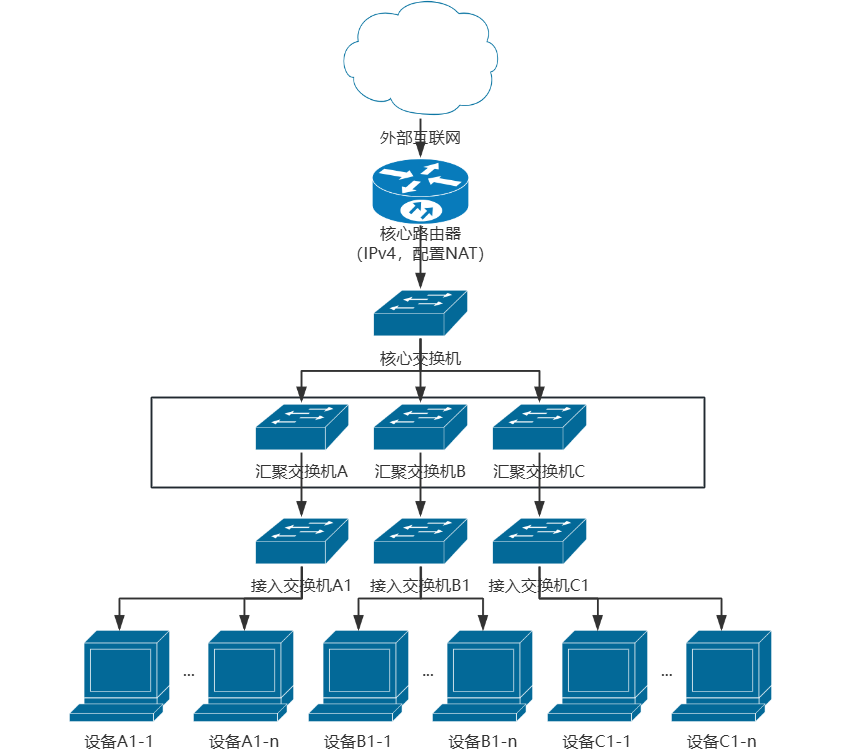 外部互联网
核心路由器
（IPv4，配置NAT）
核心交换机
汇聚交换机A
汇聚交换机B
汇聚交换机C
接入交换机A1
接入交换机B1
接入交换机C1
...
...
...
设备A1-1
设备A1-n
设备B1-1
设备B1-n
设备C1-1
设备C1-n